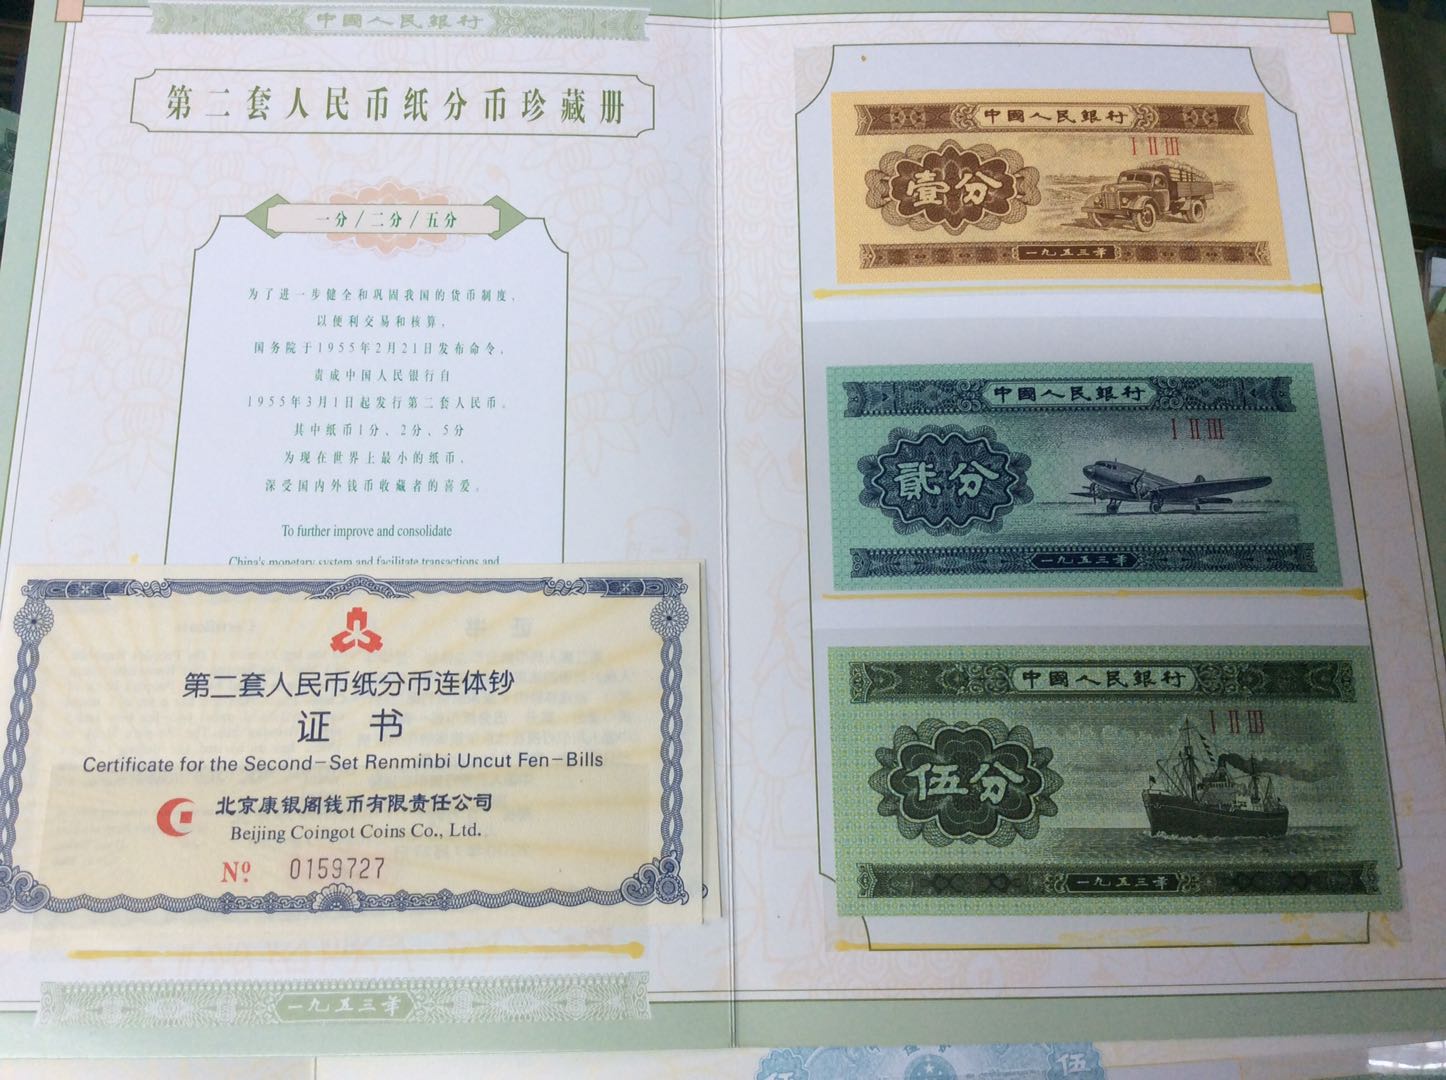 中國人民銀行
第二套人民币纸分币珍藏册
一分/二分/五分
为了进一步健全和巩固我国的货币制度，
以便利交易和核算，
国务院于1955年2月21日发布命令，
责成中国人民银行自
1955年3月1日起发行第二套人民币。
其中纸币1分、2分、5分
为现在世界上最小的纸币，
深受国内外钱币收藏者的喜爱。
To further improve and consolidate
China's monetary system and facilitate transactions and
第二套人民币纸分币连体钞
证书
Certificate for the Second-Set Renminbi Uncut Fen-Bills
北京康银阁钱币有限责任公司
Beijing Coingot Coins Co., Ltd.
Nº 0159727
一九五三年
中國人民銀行
I II III
壹分
一九五三年
中國人民銀行
I II III
贰分
一九五三年
中國人民銀行
I II III
伍分
一九五三年
伍